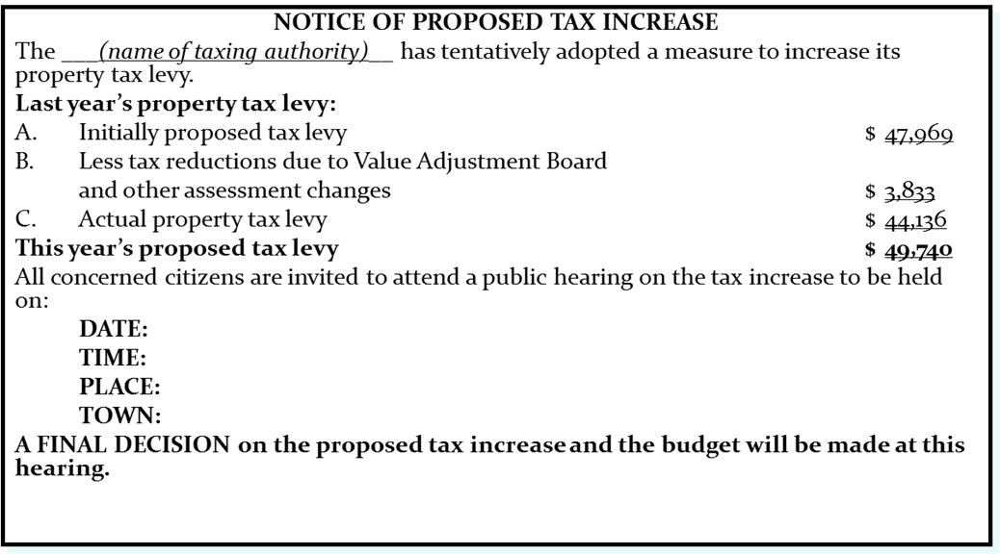 NOTICE OF PROPOSED TAX INCREASE
The ___(name of taxing authority)__ has tentatively adopted a measure to increase its
property tax levy.
Last year's property tax levy:
A. Initially proposed tax levy $ 47,969
B. Less tax reductions due to Value Adjustment Board
and other assessment changes $ 3,833
C. Actual property tax levy $ 44,136
This year's proposed tax levy $ 49,740
All concerned citizens are invited to attend a public hearing on the tax increase to be held
on:
DATE:
TIME:
PLACE:
TOWN:
A FINAL DECISION on the proposed tax increase and the budget will be made at this
hearing.